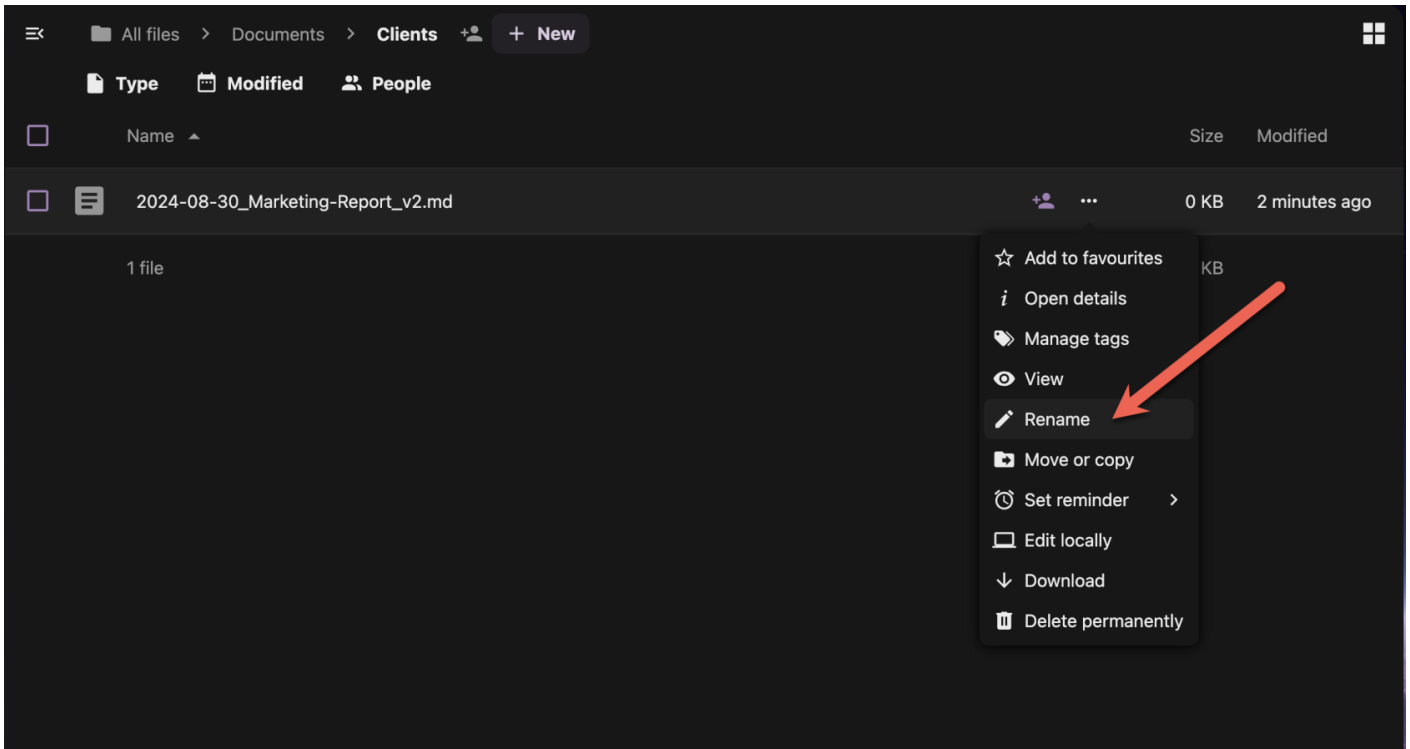 All files > Documents > Clients + New
Type Modified People
Name Size Modified
2024-08-30_Marketing-Report_v2.md ... 0 KB 2 minutes ago
1 file KB
Add to favourites
Open details
Manage tags
View
Rename
Move or copy
Set reminder >
Edit locally
Download
Delete permanently